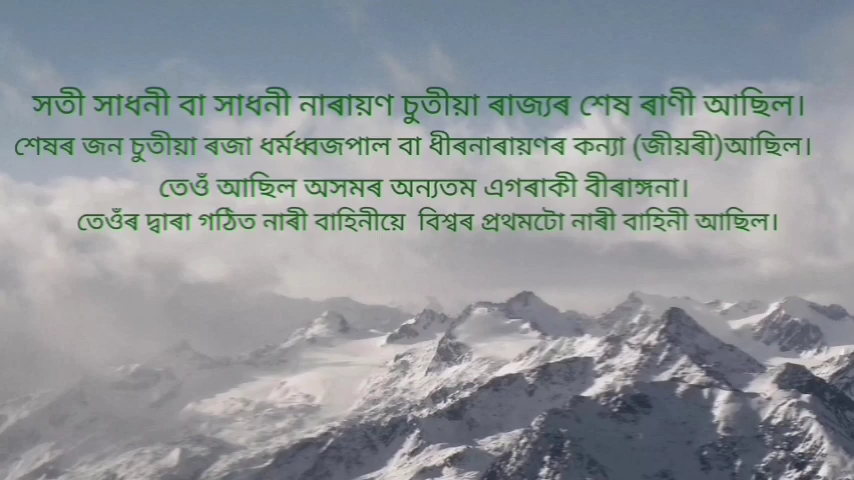 সতী সাধনী বা সাধনী নাৰায়ণ চুতীয়া ৰাজ্যৰ শেষ ৰাণী আছিল।
শেষৰ জন চুতীয়া ৰজা ধৰ্মধ্বজপাল বা ধীৰনাৰায়ণৰ কন্যা (জীয়ৰী)আছিল।
তেওঁ আছিল অসমৰ অন্যতম এগৰাকী বীৰাঙ্গনা।
তেওঁৰ দ্বাৰা গঠিত নাৰী বাহিনীয়ে বিশ্বৰ প্ৰথমটো নাৰী বাহিনী আছিল।